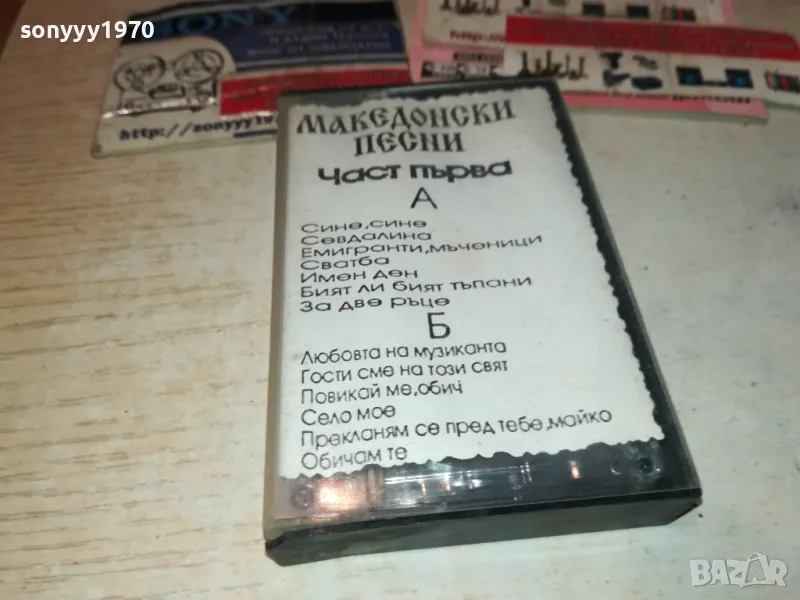 sonyyy1970
SONY
http://sonyyy197
http:/
МАКЕДОНСКИ
ПЕСНИ
Част първа
А
Сине,сине
Севдалина
Емигранти,мъченици
Сватба
Имен ден
Бият ли бият тъпани
За две ръце
Б
Любовта на музиканта
Гости сме на този свят
Повикай ме,обич
Село мое
Прекланям се пред тебе,майко
Обичам те
BAZAR